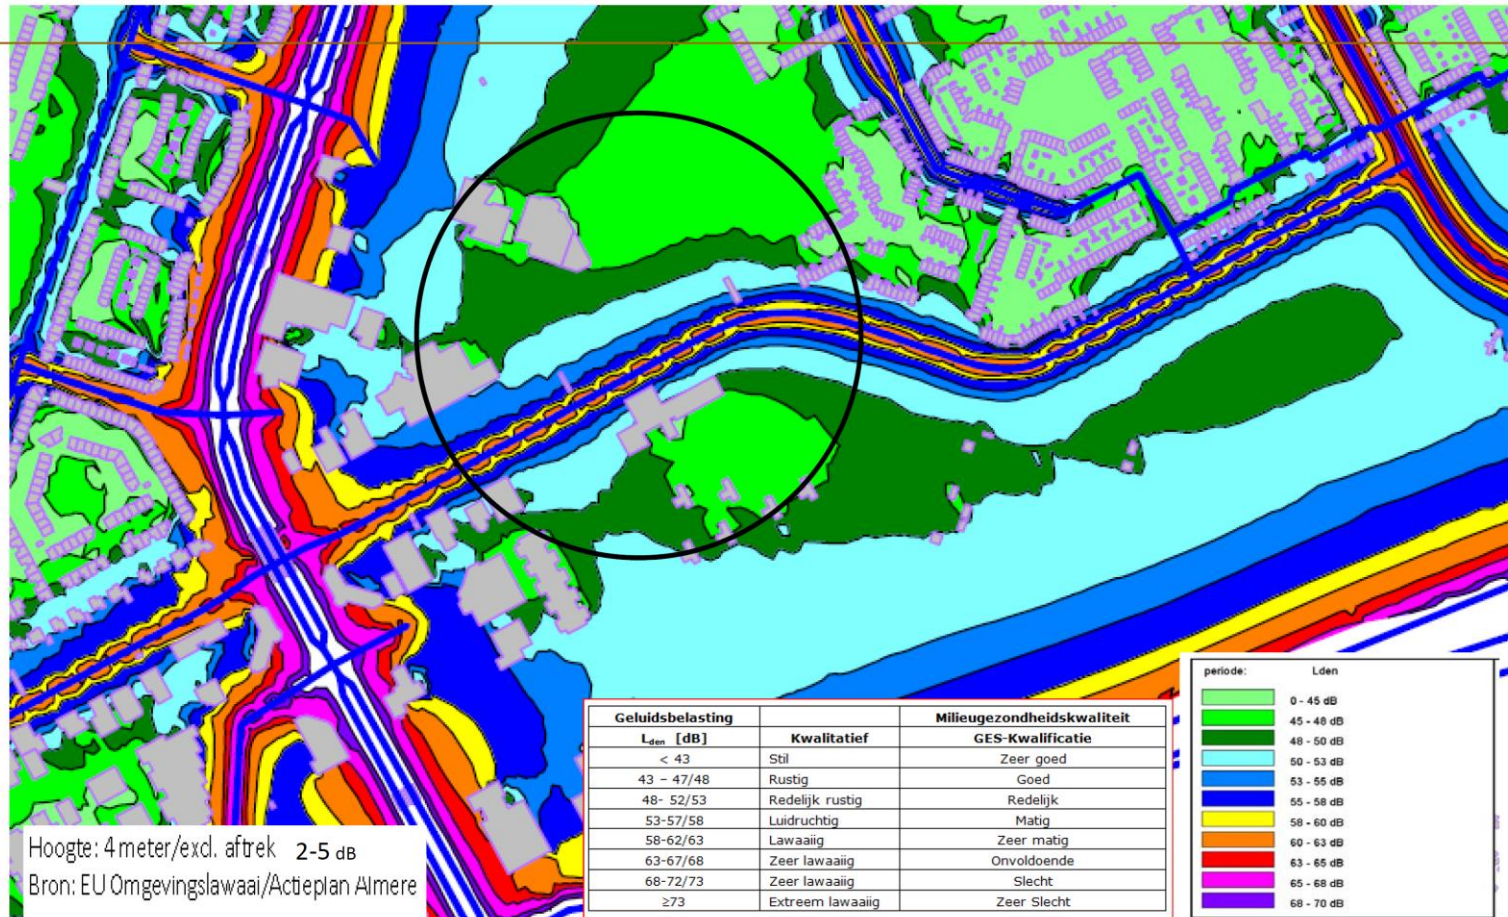 Hoogte: 4 meter/excl. aftrek 2-5 dB
Bron: EU Omgevingslawaai/Actieplan Almere
Geluidsbelasting Milieugezondheidskwaliteit
Lden [dB] Kwalitatief GES-Kwalificatie
< 43 Stil Zeer goed
43 – 47/48 Rustig Goed
48- 52/53 Redelijk rustig Redelijk
53-57/58 Luidruchtig Matig
58-62/63 Lawaaiig Zeer matig
63-67/68 Zeer lawaaiig Onvoldoende
68-72/73 Zeer lawaaiig Slecht
≥73 Extreem lawaaiig Zeer Slecht
periode: Lden
0 - 45 dB
45 - 48 dB
48 - 50 dB
50 - 53 dB
53 - 55 dB
55 - 58 dB
58 - 60 dB
60 - 63 dB
63 - 65 dB
65 - 68 dB
68 - 70 dB